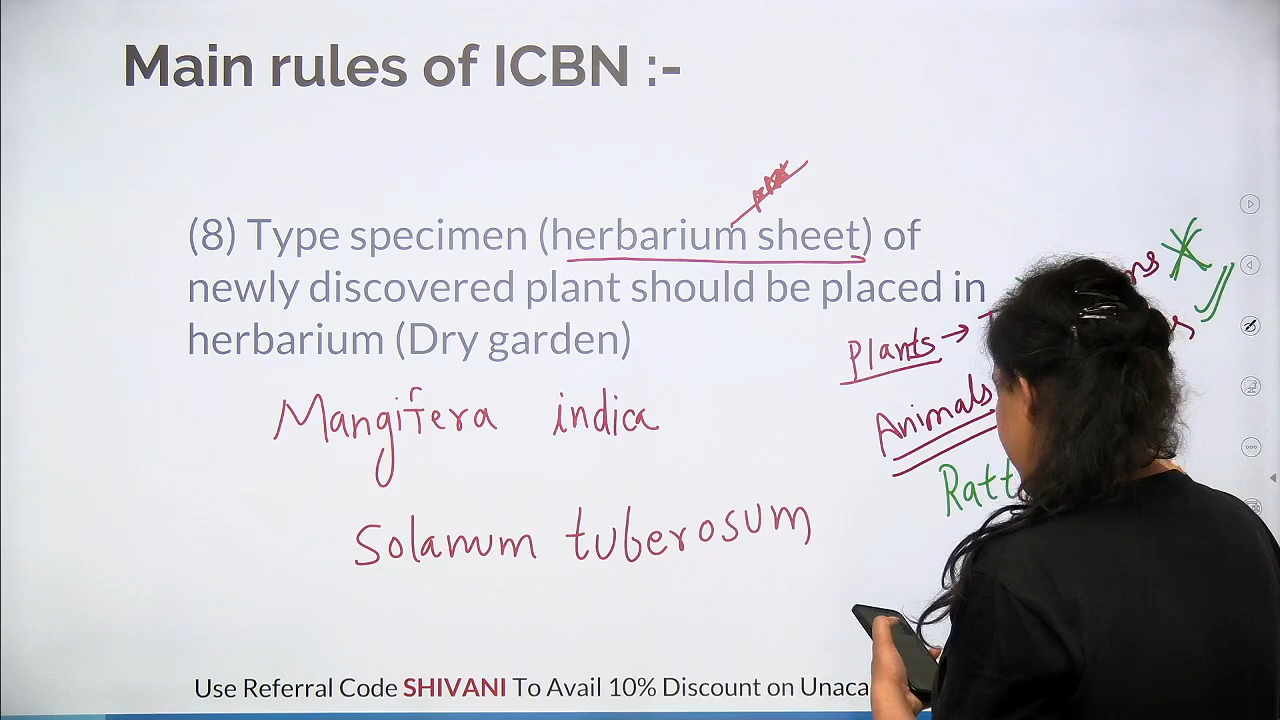 Main rules of ICBN :-
(8) Type specimen (herbarium sheet) of
newly discovered plant should be placed in
herbarium (Dry garden)
Plants →
Animals
Mangifera indica
Ratt
Solanum tuberosum
Use Referral Code SHIVANI To Avail 10% Discount on Unaca